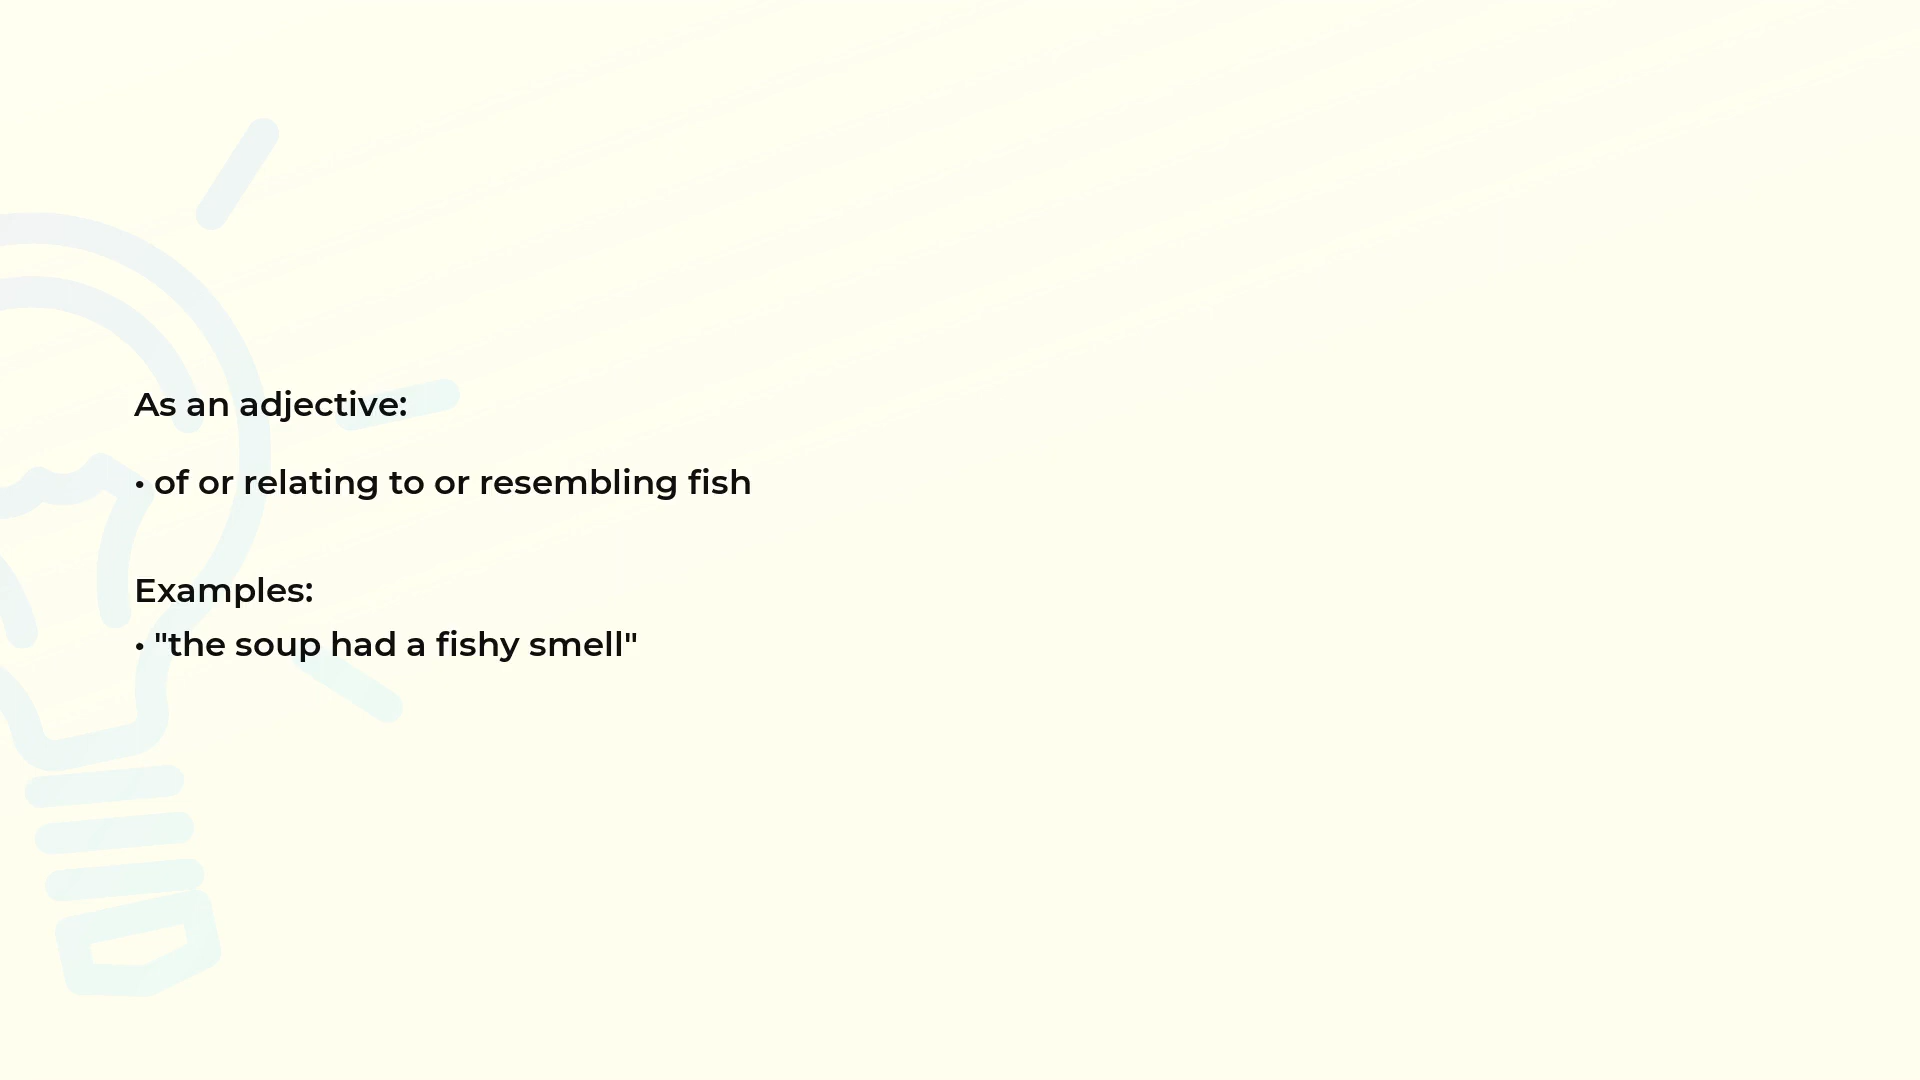 As an adjective:
• of or relating to or resembling fish
Examples:
• "the soup had a fishy smell"